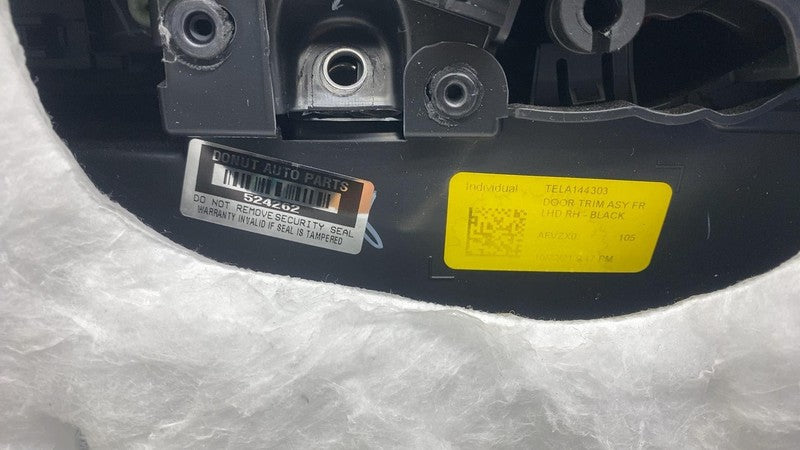 DONUT AUTO PARTS
524262
DO NOT REMOVE SECURITY SEAL
WARRANTY INVALID IF SEAL IS TAMPERED
Individual TELA144303
DOOR TRIM ASY FR
LHD RH - BLACK
105
PM